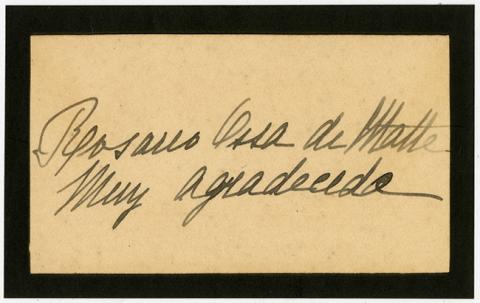 Rosario Ossa de Matte
Muy agradecida